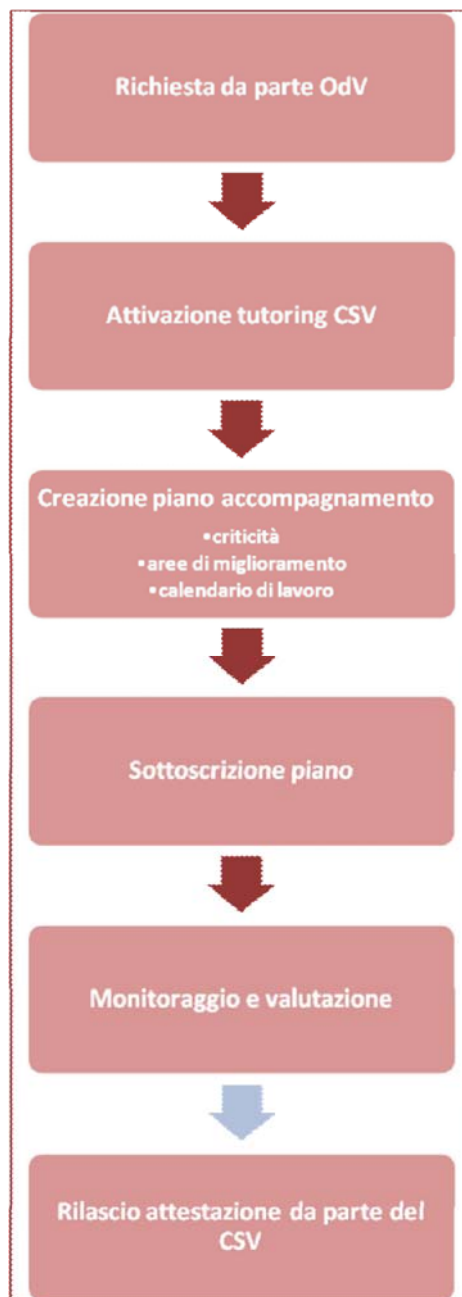 Richiesta da parte OdV
Attivazione tutoring CSV
Creazione piano accompagnamento
•criticità
•aree di miglioramento
•calendario di lavoro
Sottoscrizione piano
Monitoraggio e valutazione
Rilascio attestazione da parte del
CSV